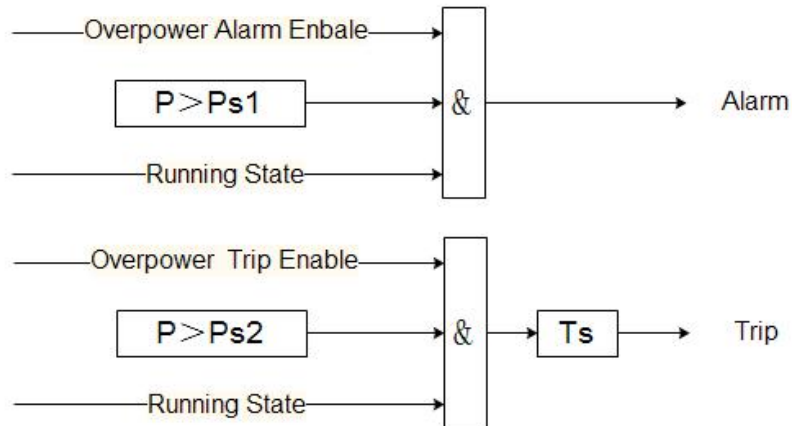 Overpower Alarm Enbale
P＞Ps1
&
Alarm
Running State
Overpower Trip Enable
P＞Ps2
&
Ts
Trip
Running State